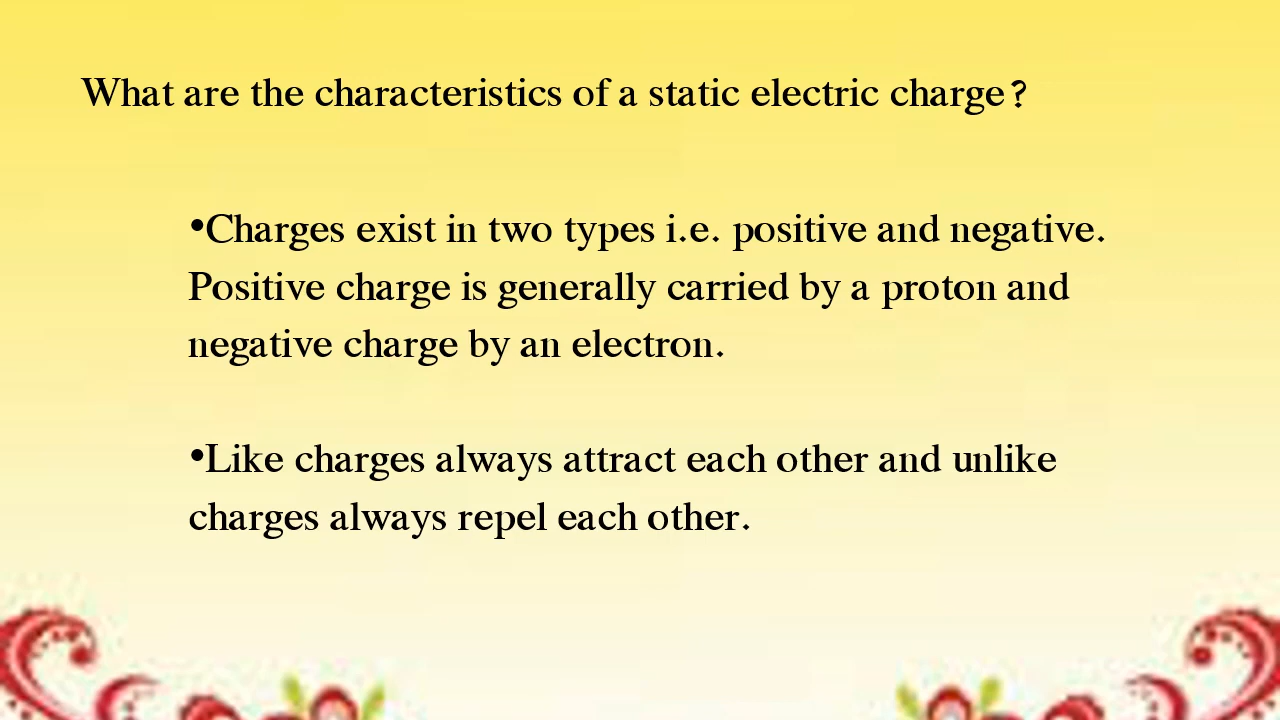 What are the characteristics of a static electric charge?
•Charges exist in two types i.e. positive and negative.
Positive charge is generally carried by a proton and
negative charge by an electron.
•Like charges always attract each other and unlike
charges always repel each other.